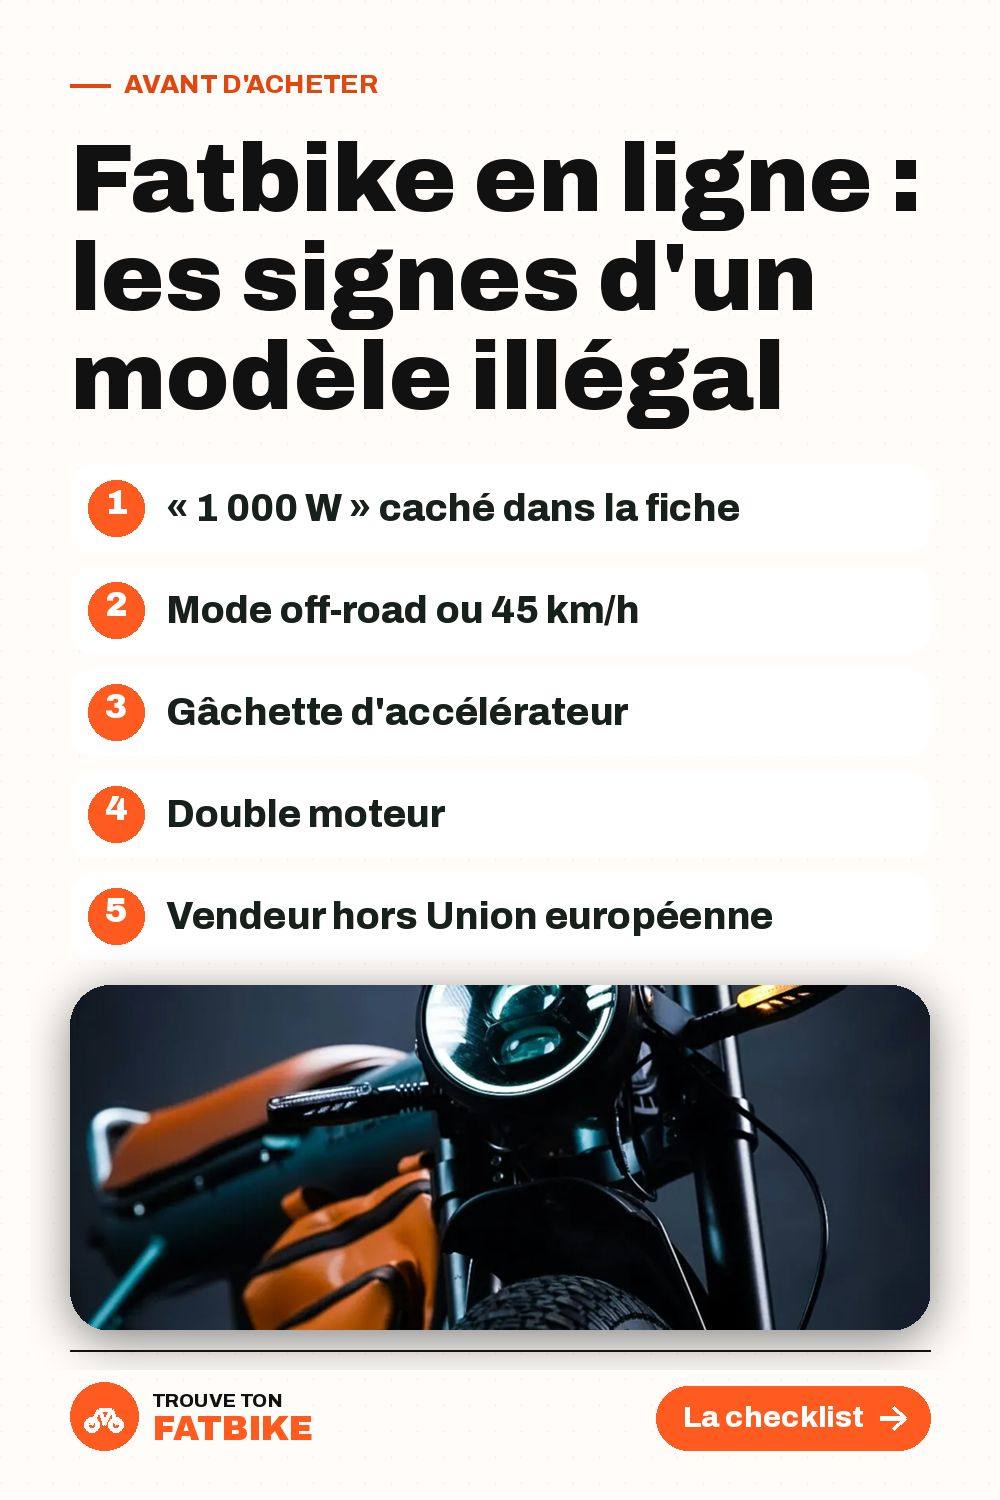 AVANT D'ACHETER
Fatbike en ligne :
les signes d'un
modèle illégal
1 « 1 000 W » caché dans la fiche
2 Mode off-road ou 45 km/h
3 Gâchette d'accélérateur
4 Double moteur
5 Vendeur hors Union européenne
TROUVE TON
FATBIKE
La checklist →